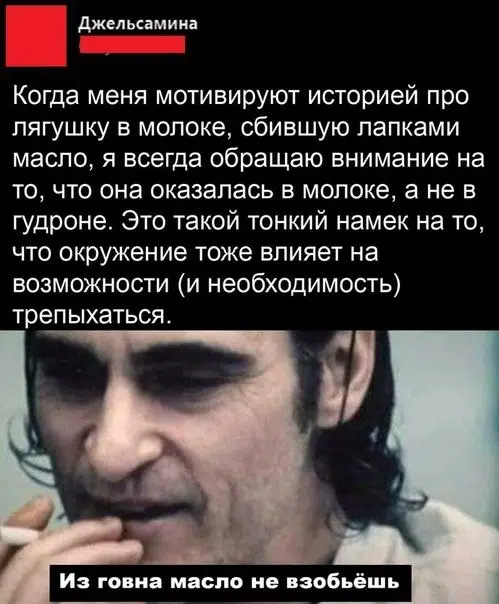 Джельсамина
Когда меня мотивируют историей про
лягушку в молоке, сбившую лапками
масло, я всегда обращаю внимание на
то, что она оказалась в молоке, а не в
гудроне. Это такой тонкий намек на то,
что окружение тоже влияет на
возможности (и необходимость)
трепыхаться.
Из говна масло не взобьёшь